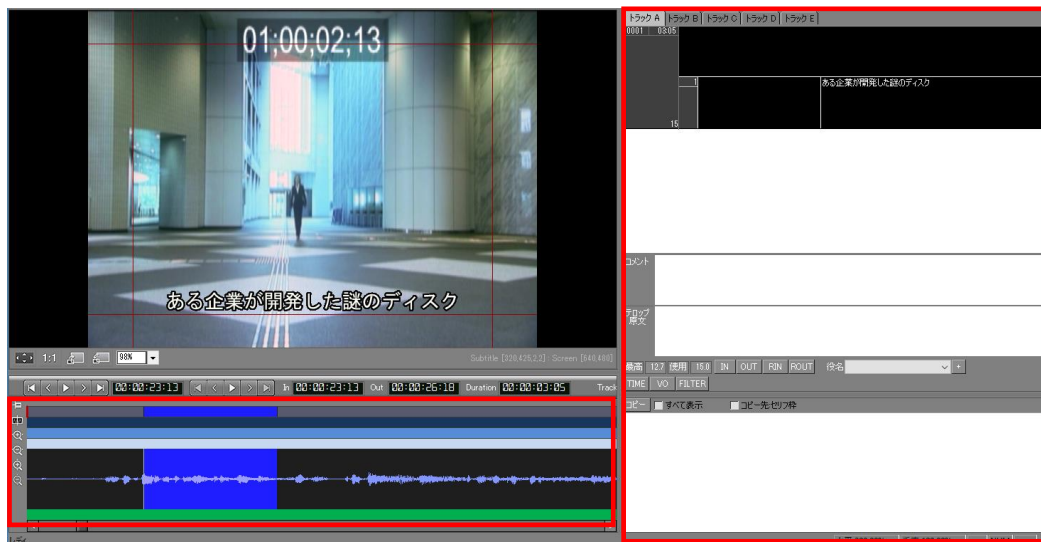 01;00;02;13
ある企業が開発した謎のディスク
1:1 98%
Subtitle [320,425,2,2] : Screen [640,480]
00:00:23:13 In 00:00:23:13 Out 00:00:26:18 Duration 00:00:03:05 Track
トラック A トラック B トラック C トラック D トラック E
0001 03:05
1 ある企業が開発した謎のディスク
15
コメント
テロップ
原文
最高 12.7 使用 15.0 IN OUT RIN ROUT 役名 +
TIME VO FILTER
コピー すべて表示 コピー先:セリフ枠
レディ